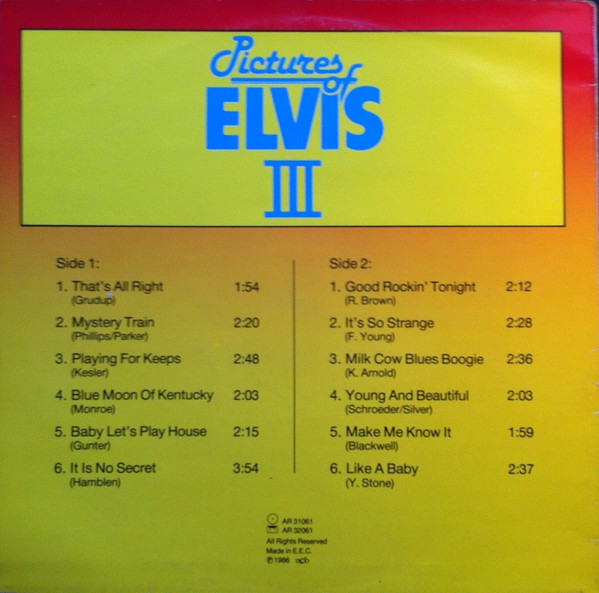 Pictures
of
ELVIS
III
Side 1:
1. That's All Right 1:54
(Grudup)
2. Mystery Train 2:20
(Phillips/Parker)
3. Playing For Keeps 2:48
(Kesler)
4. Blue Moon Of Kentucky 2:03
(Monroe)
5. Baby Let's Play House 2:15
(Gunter)
6. It Is No Secret 3:54
(Hamblen)
Side 2:
1. Good Rockin' Tonight 2:12
(R. Brown)
2. It's So Strange 2:28
(F. Young)
3. Milk Cow Blues Boogie 2:36
(K. Arnold)
4. Young And Beautiful 2:03
(Schroeder/Silver)
5. Make Me Know It 1:59
(Blackwell)
6. Like A Baby 2:37
(Y. Stone)
AR 31061
AR 32061
All Rights Reserved
Made in E.E.C.
℗ 1986